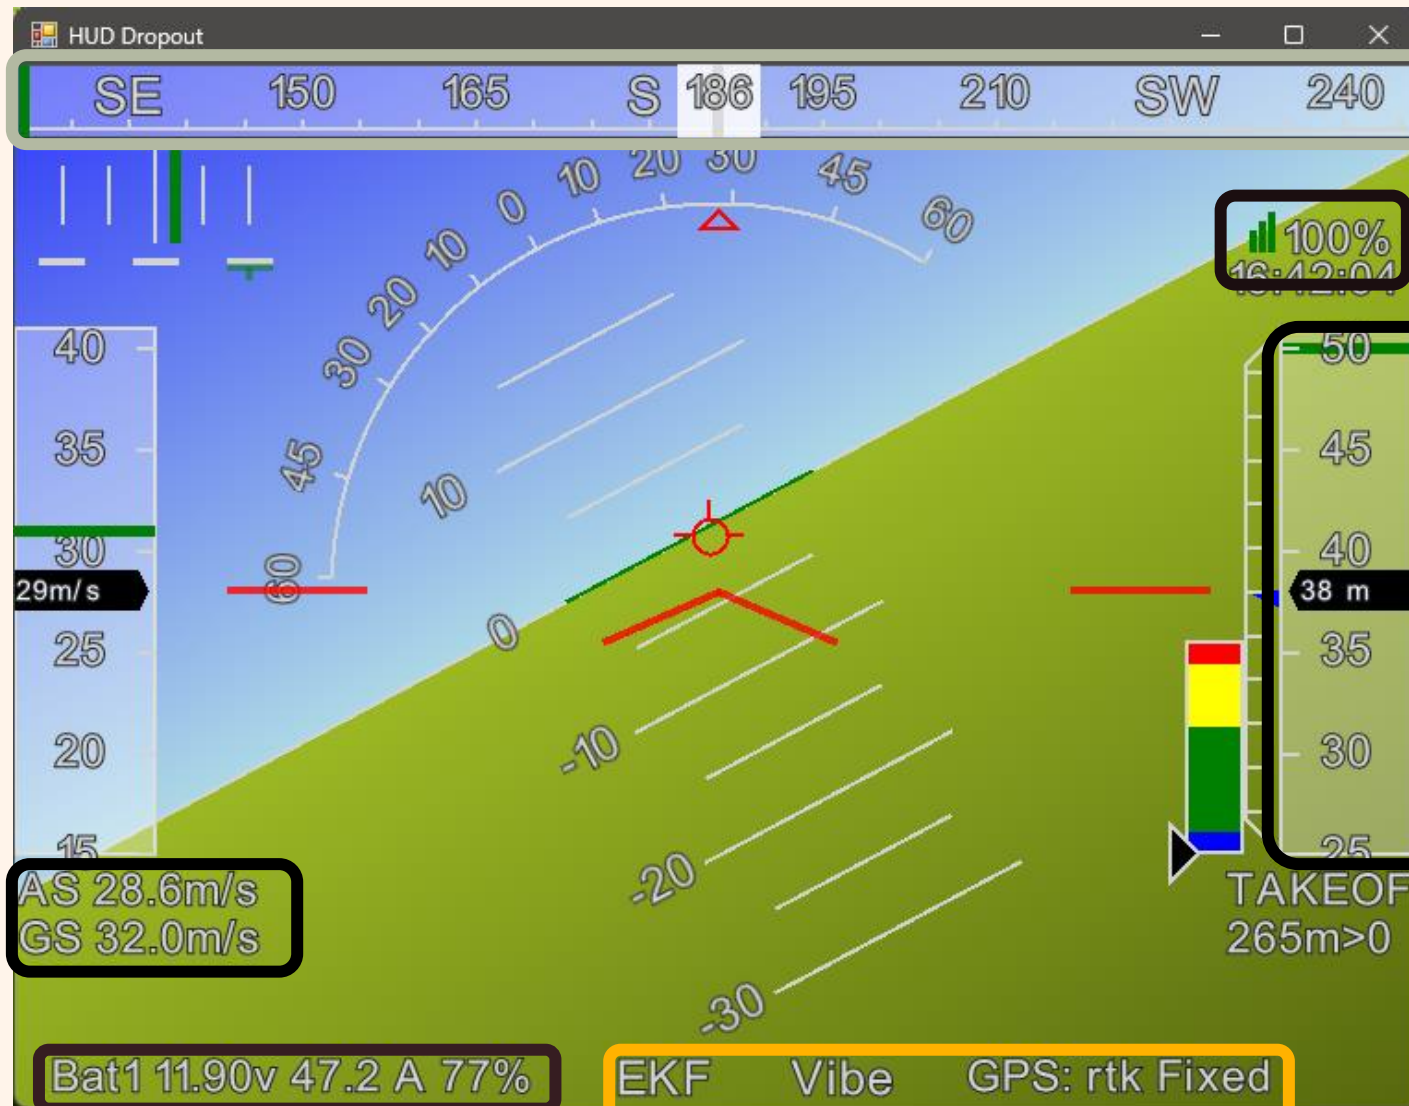 HUD Dropout
SE 150 165 S 186 195 210 SW 240
60 45 30 20 10 0 10 20 30 45 60
100%
16:42:04
40
35
30
29m/s
25
20
15
50
45
40
38 m
35
30
25
10
0
-10
-20
-30
AS 28.6m/s
GS 32.0m/s
TAKEOF
265m>0
Bat1 11.90v 47.2 A 77%
EKF Vibe GPS: rtk Fixed